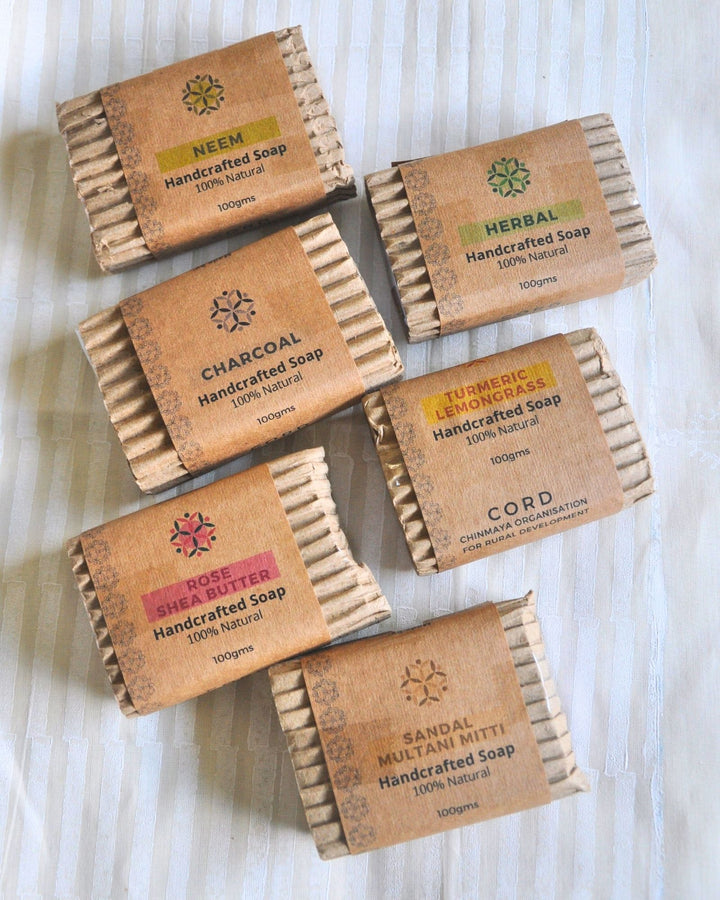 NEEM
Handcrafted Soap
100% Natural
100gms
HERBAL
Handcrafted Soap
100% Natural
100gms
CHARCOAL
Handcrafted Soap
100% Natural
100gms
TURMERIC
LEMONGRASS
Handcrafted Soap
100% Natural
100gms
CORD
CHINMAYA ORGANISATION
FOR RURAL DEVELOPMENT
ROSE
SHEA BUTTER
Handcrafted Soap
100% Natural
100gms
SANDAL
MULTANI MITTI
Handcrafted Soap
100% Natural
100gms